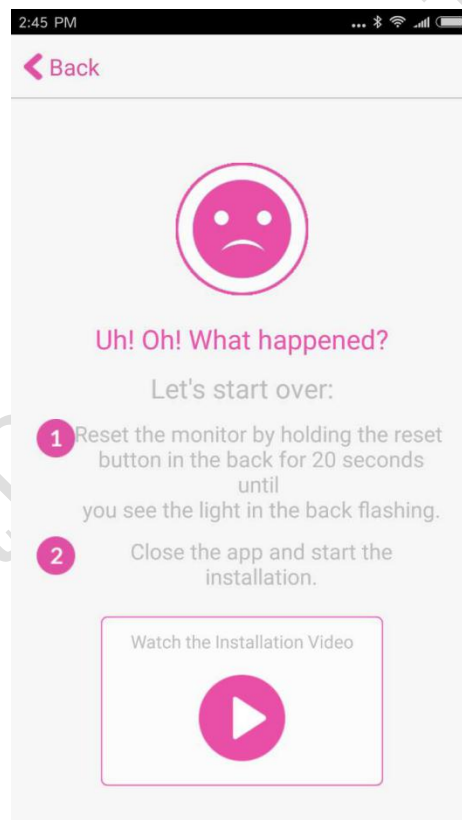 2:45 PM
Back
Uh! Oh! What happened?
Let's start over:
1 Reset the monitor by holding the reset
button in the back for 20 seconds
until
you see the light in the back flashing.
2 Close the app and start the
installation.
Watch the Installation Video